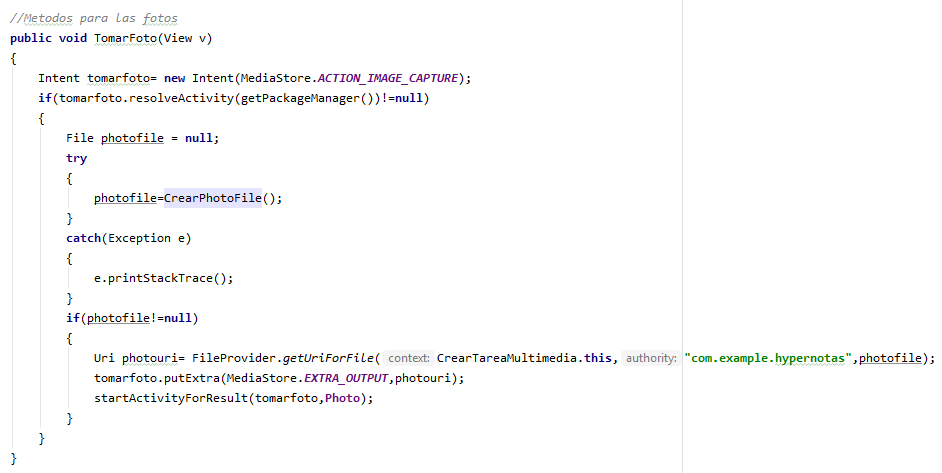 //Metodos para las fotos
public void TomarFoto(View v)
{
Intent tomarfoto= new Intent(MediaStore.ACTION_IMAGE_CAPTURE);
if(tomarfoto.resolveActivity(getPackageManager())!=null)
{
File photofile = null;
try
{
photofile=CrearPhotoFile();
}
catch(Exception e)
{
e.printStackTrace();
}
if(photofile!=null)
{
Uri photouri= FileProvider.getUriForFile( context: CrearTareaMultimedia.this, authority: "com.example.hypernotas",photofile);
tomarfoto.putExtra(MediaStore.EXTRA_OUTPUT,photouri);
startActivityForResult(tomarfoto,Photo);
}
}
}